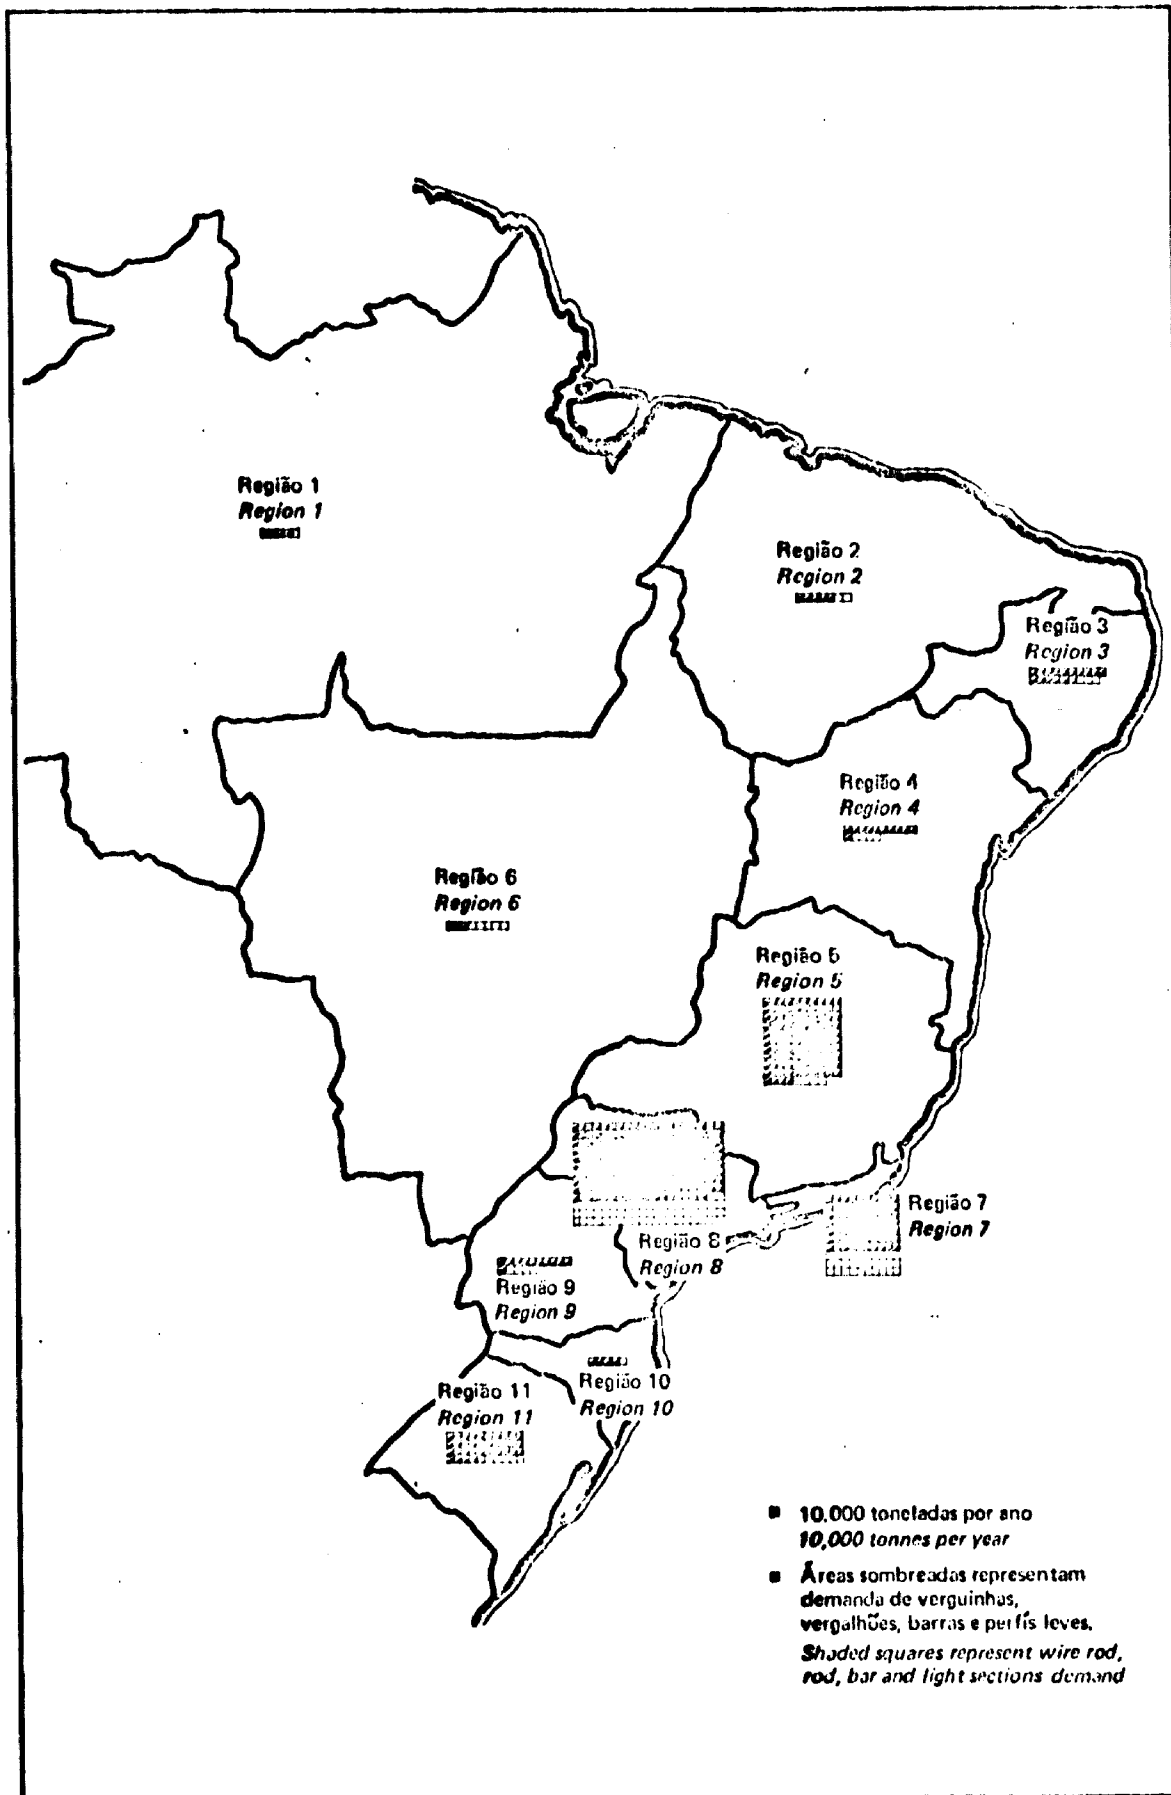 Região 1
Region 1
Região 2
Region 2
Região 3
Region 3
Região 4
Region 4
Região 6
Region 6
Região 5
Region 5
Região 7
Region 7
Região 8
Region 8
Região 9
Region 9
Região 10
Region 10
Região 11
Region 11
10,000 toneladas por ano
10,000 tonnes per year
Áreas sombreadas representam
demanda de verguinhas,
vergalhões, barras e perfís leves.
Shaded squares represent wire rod,
rod, bar and light sections demand